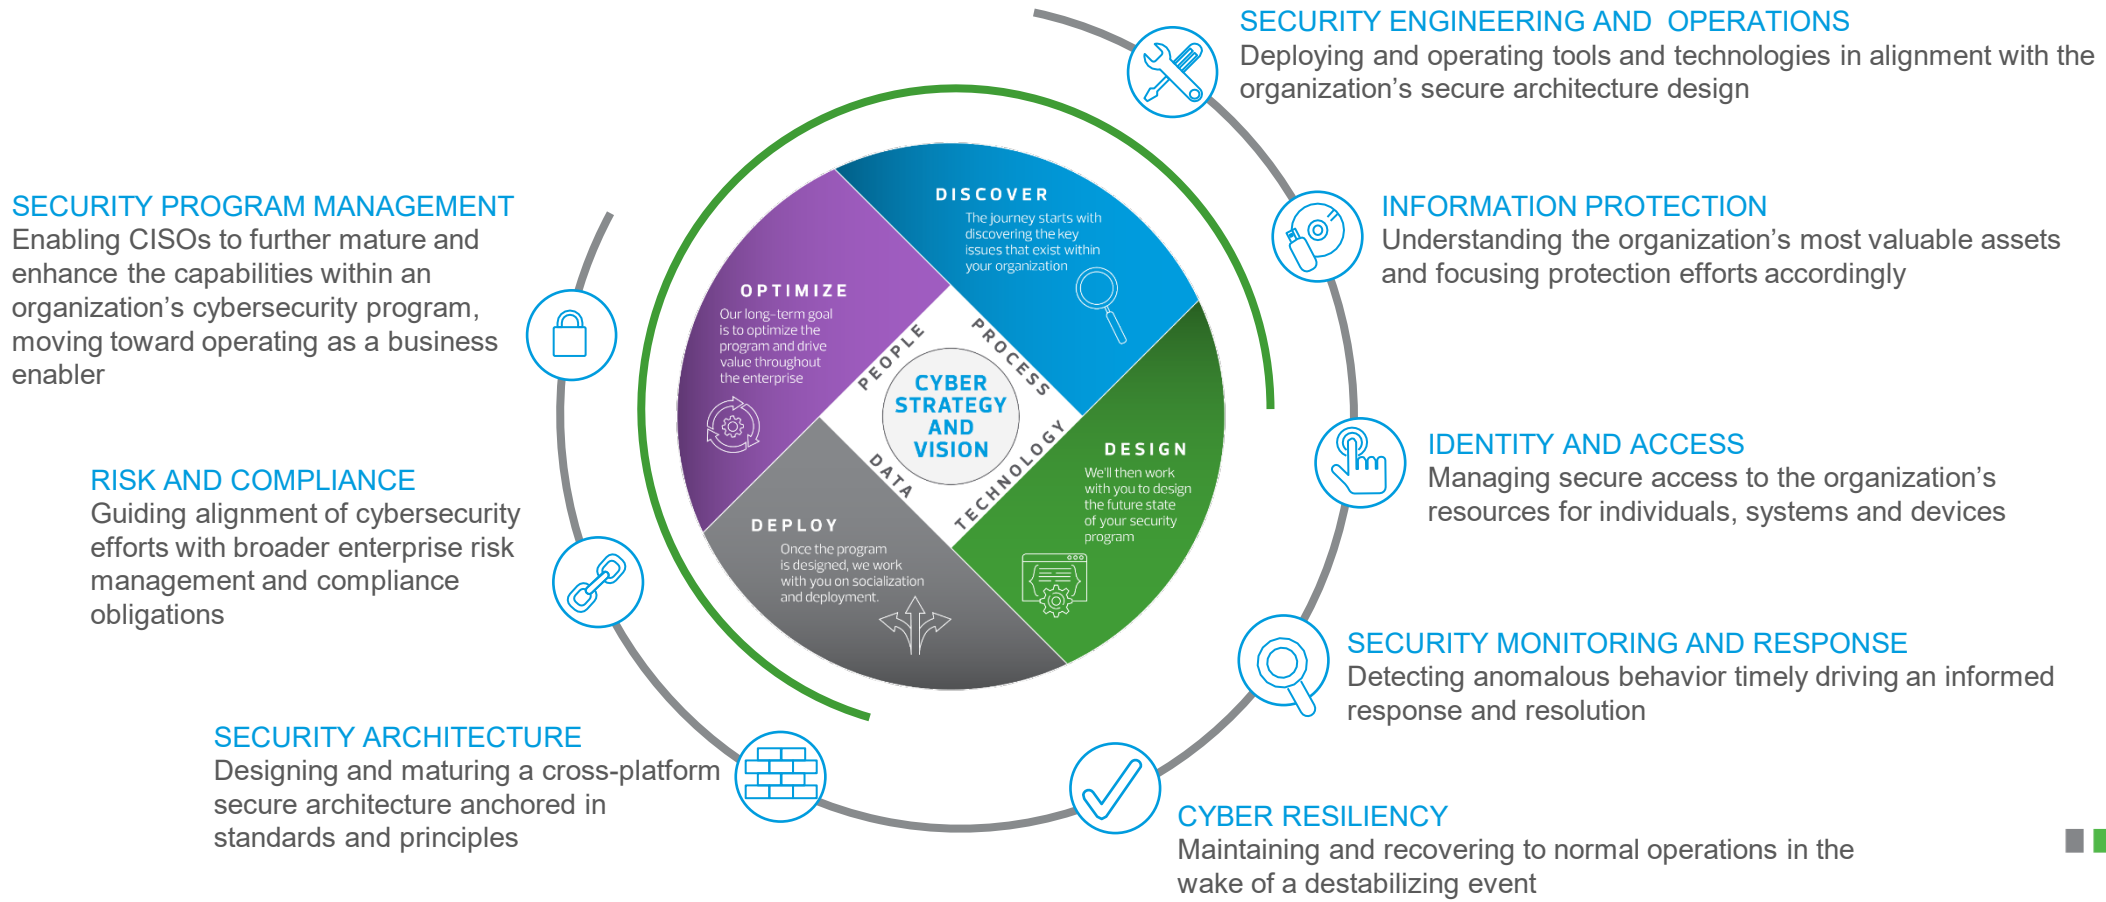 SECURITY ENGINEERING AND OPERATIONS
Deploying and operating tools and technologies in alignment with the
organization's secure architecture design
INFORMATION PROTECTION
Understanding the organization's most valuable assets
and focusing protection efforts accordingly
IDENTITY AND ACCESS
Managing secure access to the organization's
resources for individuals, systems and devices
SECURITY MONITORING AND RESPONSE
Detecting anomalous behavior timely driving an informed
response and resolution
CYBER RESILIENCY
Maintaining and recovering to normal operations in the
wake of a destabilizing event
SECURITY ARCHITECTURE
Designing and maturing a cross-platform
secure architecture anchored in
standards and principles
RISK AND COMPLIANCE
Guiding alignment of cybersecurity
efforts with broader enterprise risk
management and compliance
obligations
SECURITY PROGRAM MANAGEMENT
Enabling CISOs to further mature and
enhance the capabilities within an
organization's cybersecurity program,
moving toward operating as a business
enabler
DISCOVER
The journey starts with
discovering the key
issues that exist within
your organization
DESIGN
We'll then work
with you to design
the future state
of your security
program
DEPLOY
Once the program
is designed, we work
with you on socialization
and deployment.
OPTIMIZE
Our long-term goal
is to optimize the
program and drive
value throughout
the enterprise
PEOPLE
PROCESS
TECHNOLOGY
DATA
CYBER
STRATEGY
AND
VISION